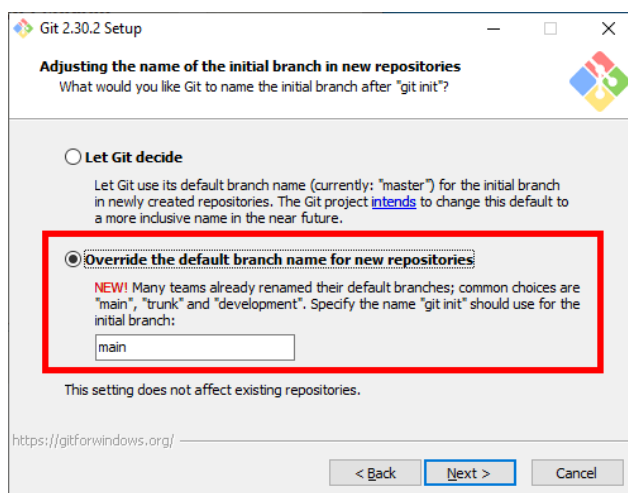 Git 2.30.2 Setup
Adjusting the name of the initial branch in new repositories
What would you like Git to name the initial branch after "git init"?
Let Git decide
Let Git use its default branch name (currently: "master") for the initial branch
in newly created repositories. The Git project intends to change this default to
a more inclusive name in the near future.
Override the default branch name for new repositories
NEW! Many teams already renamed their default branches; common choices are
"main", "trunk" and "development". Specify the name "git init" should use for the
initial branch:
main
This setting does not affect existing repositories.
https://gitforwindows.org/
< Back
Next >
Cancel